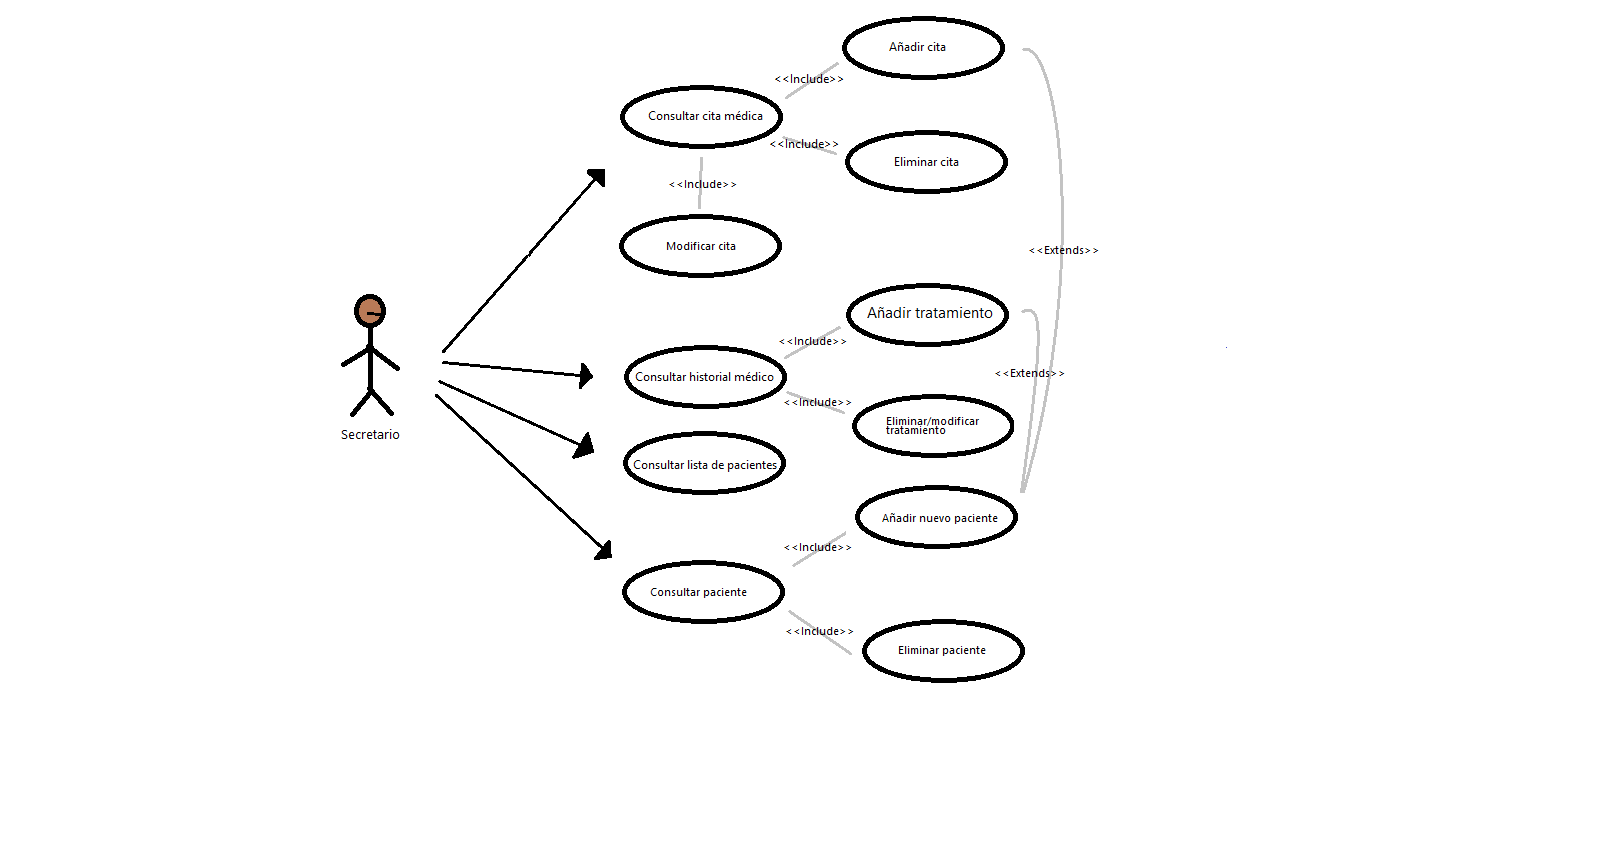 Añadir cita
<<Include>>
Consultar cita médica
<<Include>>
Eliminar cita
<<Include>>
Modificar cita
<<Extends>>
Añadir tratamiento
<<Include>>
<<Extends>>
Consultar historial médico
<<Include>>
Eliminar/modificar
tratamiento
Secretario
Consultar lista de pacientes
Añadir nuevo paciente
<<Include>>
Consultar paciente
<<Include>>
Eliminar paciente